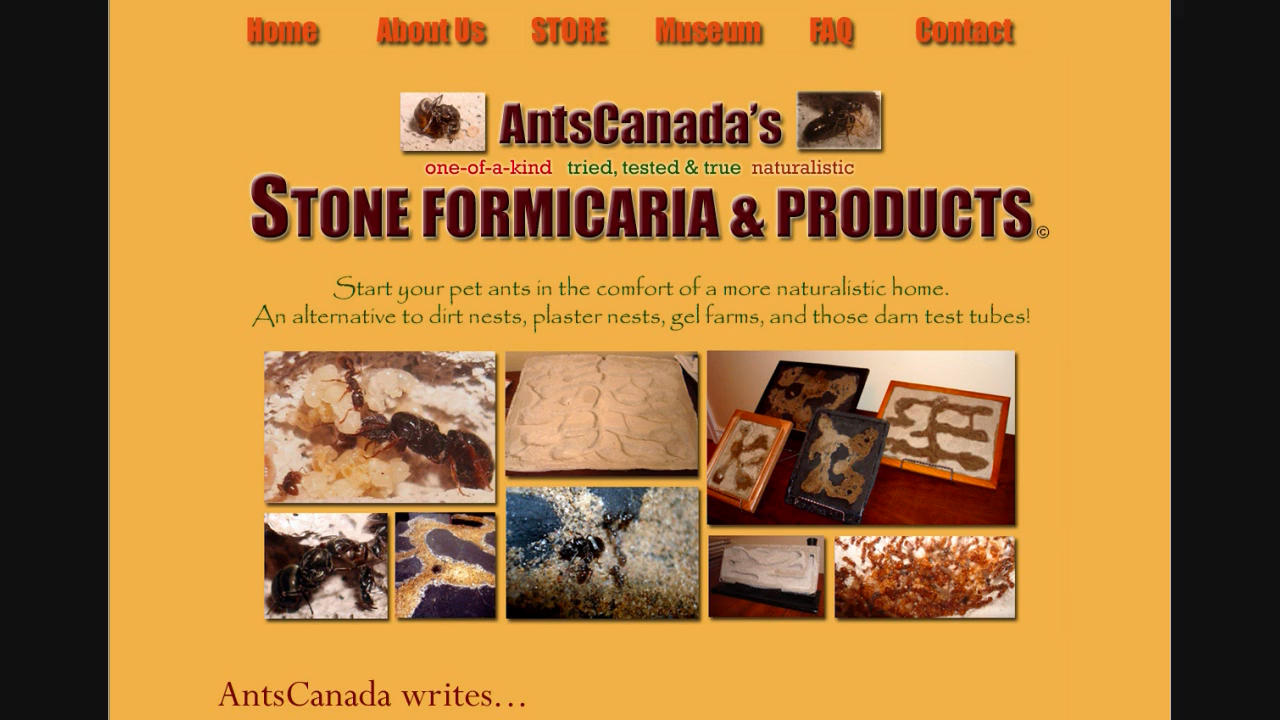 Home About Us STORE Museum FAQ Contact
AntsCanada's
one-of-a-kind tried, tested & true naturalistic
STONE FORMICARIA & PRODUCTS ©
Start your pet ants in the comfort of a more naturalistic home.
An alternative to dirt nests, plaster nests, gel farms, and those darn test tubes!
AntsCanada writes...